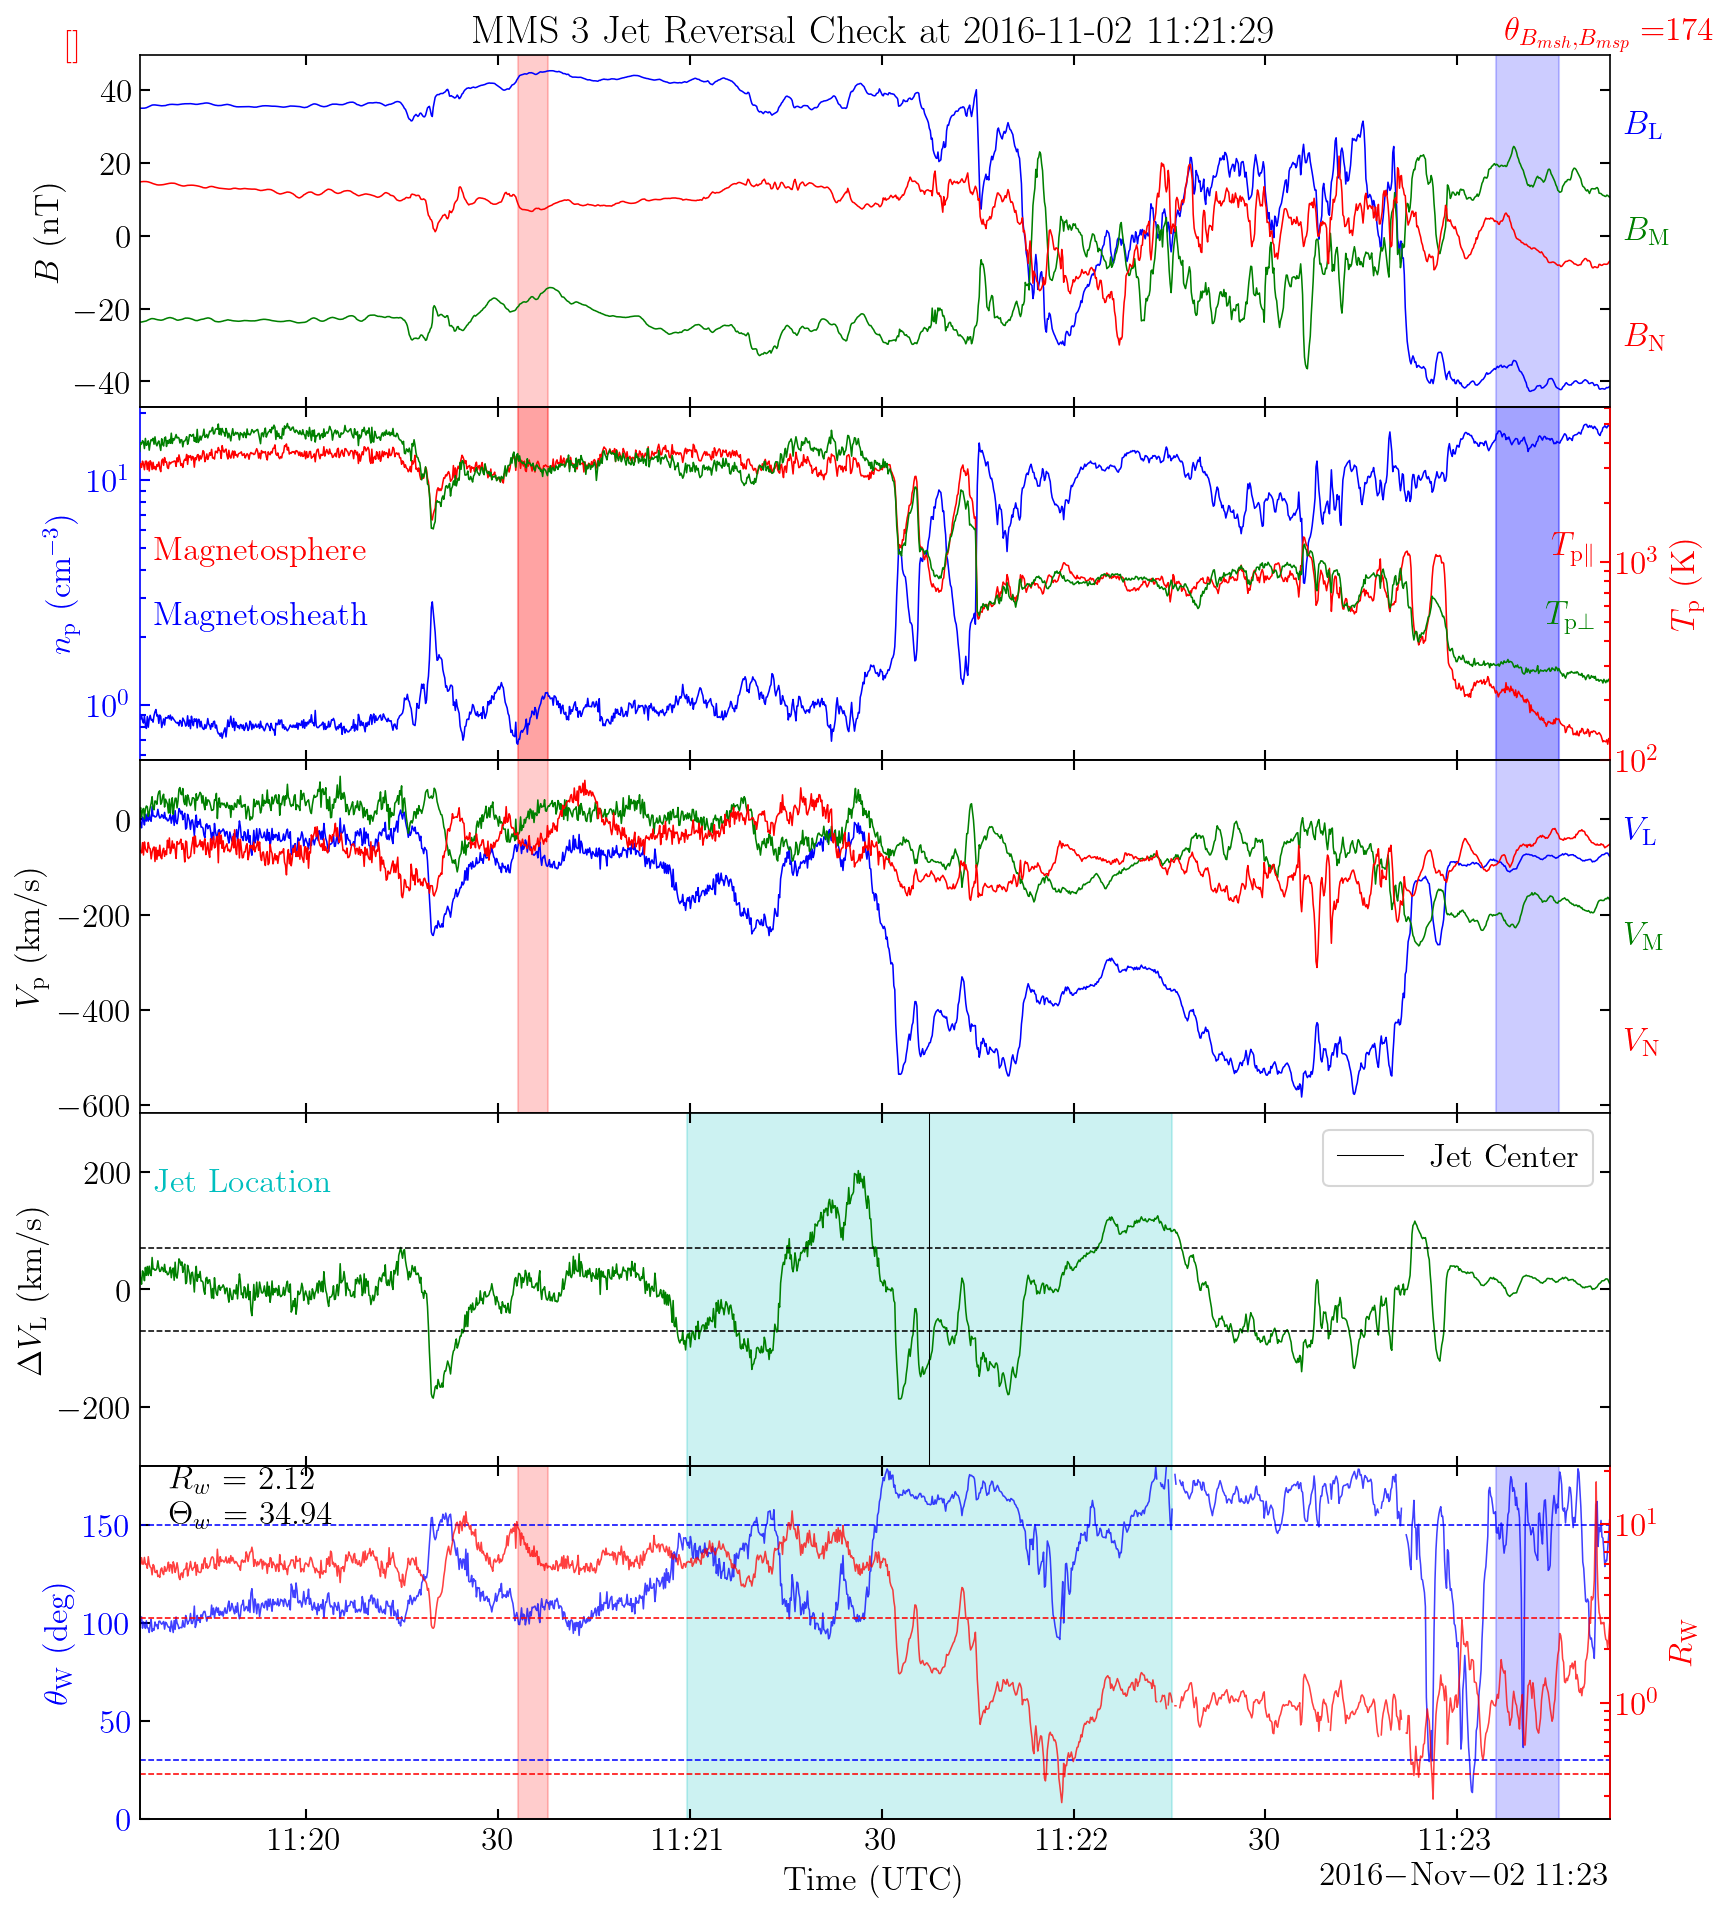 MMS 3 Jet Reversal Check at 2016-11-02 11:21:29
[]
θ_{B_{msh},B_{msp}} =174
40
20
0
−20
−40
B (nT)
B_L
B_M
B_N
10^1
10^0
n_p (cm^{−3})
Magnetosphere
Magnetosheath
T_{p∥}
T_{p⊥}
10^3
10^2
T_p (K)
0
−200
−400
−600
V_p (km/s)
V_L
V_M
V_N
200
0
−200
ΔV_L (km/s)
Jet Location
Jet Center
R_w = 2.12
Θ_w = 34.94
150
100
50
0
θ_W (deg)
10^1
10^0
R_W
11:20 30 11:21 30 11:22 30 11:23
Time (UTC)
2016−Nov−02 11:23